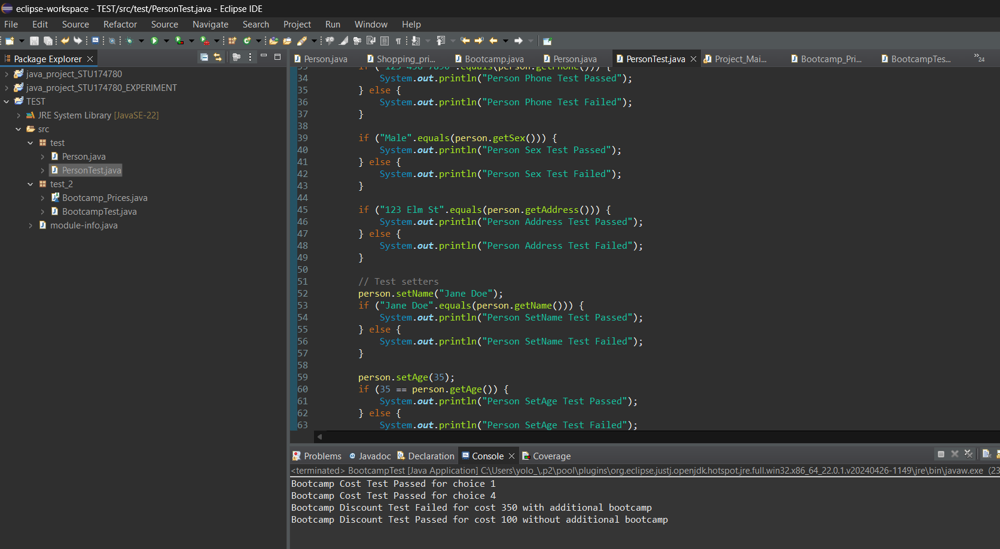 eclipse-workspace - TEST/src/test/PersonTest.java - Eclipse IDE
File Edit Source Refactor Source Navigate Search Project Run Window Help
Package Explorer
java_project_STU174780
java_project_STU174780_EXPERIMENT
TEST
JRE System Library [JavaSE-22]
src
test
Person.java
PersonTest.java
test_2
Bootcamp_Prices.java
BootcampTest.java
module-info.java
Person.java Shopping_pri... Bootcamp.java Person.java PersonTest.java Project_Mai... Bootcamp_Pri... BootcampTes... »24
33 if ("123-456-7890".equals(person.getPhone())) {
34 System.out.println("Person Phone Test Passed");
35 } else {
36 System.out.println("Person Phone Test Failed");
37 }
38
39 if ("Male".equals(person.getSex())) {
40 System.out.println("Person Sex Test Passed");
41 } else {
42 System.out.println("Person Sex Test Failed");
43 }
44
45 if ("123 Elm St".equals(person.getAddress())) {
46 System.out.println("Person Address Test Passed");
47 } else {
48 System.out.println("Person Address Test Failed");
49 }
50
51 // Test setters
52 person.setName("Jane Doe");
53 if ("Jane Doe".equals(person.getName())) {
54 System.out.println("Person SetName Test Passed");
55 } else {
56 System.out.println("Person SetName Test Failed");
57 }
58
59 person.setAge(35);
60 if (35 == person.getAge()) {
61 System.out.println("Person SetAge Test Passed");
62 } else {
63 System.out.println("Person SetAge Test Failed");
Problems Javadoc Declaration Console Coverage
<terminated> BootcampTest [Java Application] C:\Users\yolo_\.p2\pool\plugins\org.eclipse.justj.openjdk.hotspot.jre.full.win32.x86_64_22.0.1.v20240426-1149\jre\bin\javaw.exe (23
Bootcamp Cost Test Passed for choice 1
Bootcamp Cost Test Passed for choice 4
Bootcamp Discount Test Failed for cost 350 with additional bootcamp
Bootcamp Discount Test Passed for cost 100 without additional bootcamp